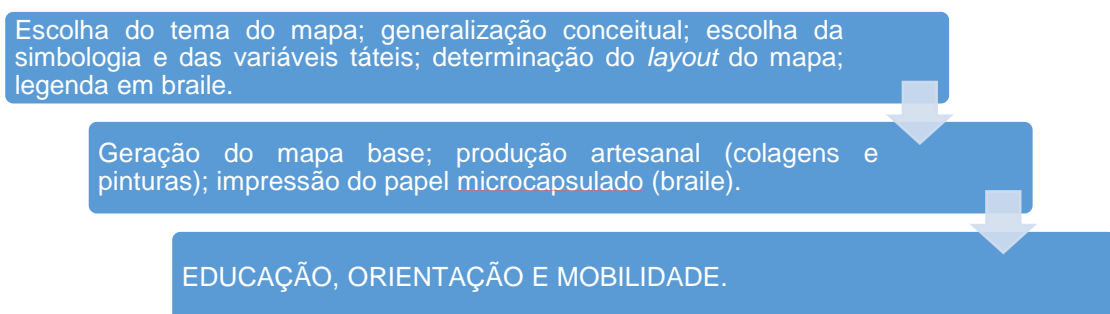 Escolha do tema do mapa; generalização conceitual; escolha da
simbologia e das variáveis táteis; determinação do layout do mapa;
legenda em braile.
Geração do mapa base; produção artesanal (colagens e
pinturas); impressão do papel microcapsulado (braile).
EDUCAÇÃO, ORIENTAÇÃO E MOBILIDADE.